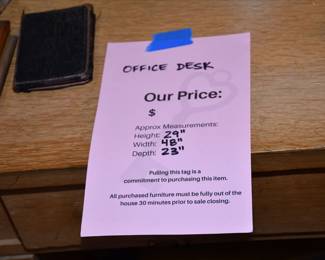 OFFICE DESK
Our Price:
$
Approx Measurements:
Height: 29"
Width: 48"
Depth: 23"
Pulling this tag is a
commitment to purchasing this item.
All purchased furniture must be fully out of the
house 30 minutes prior to sale closing.